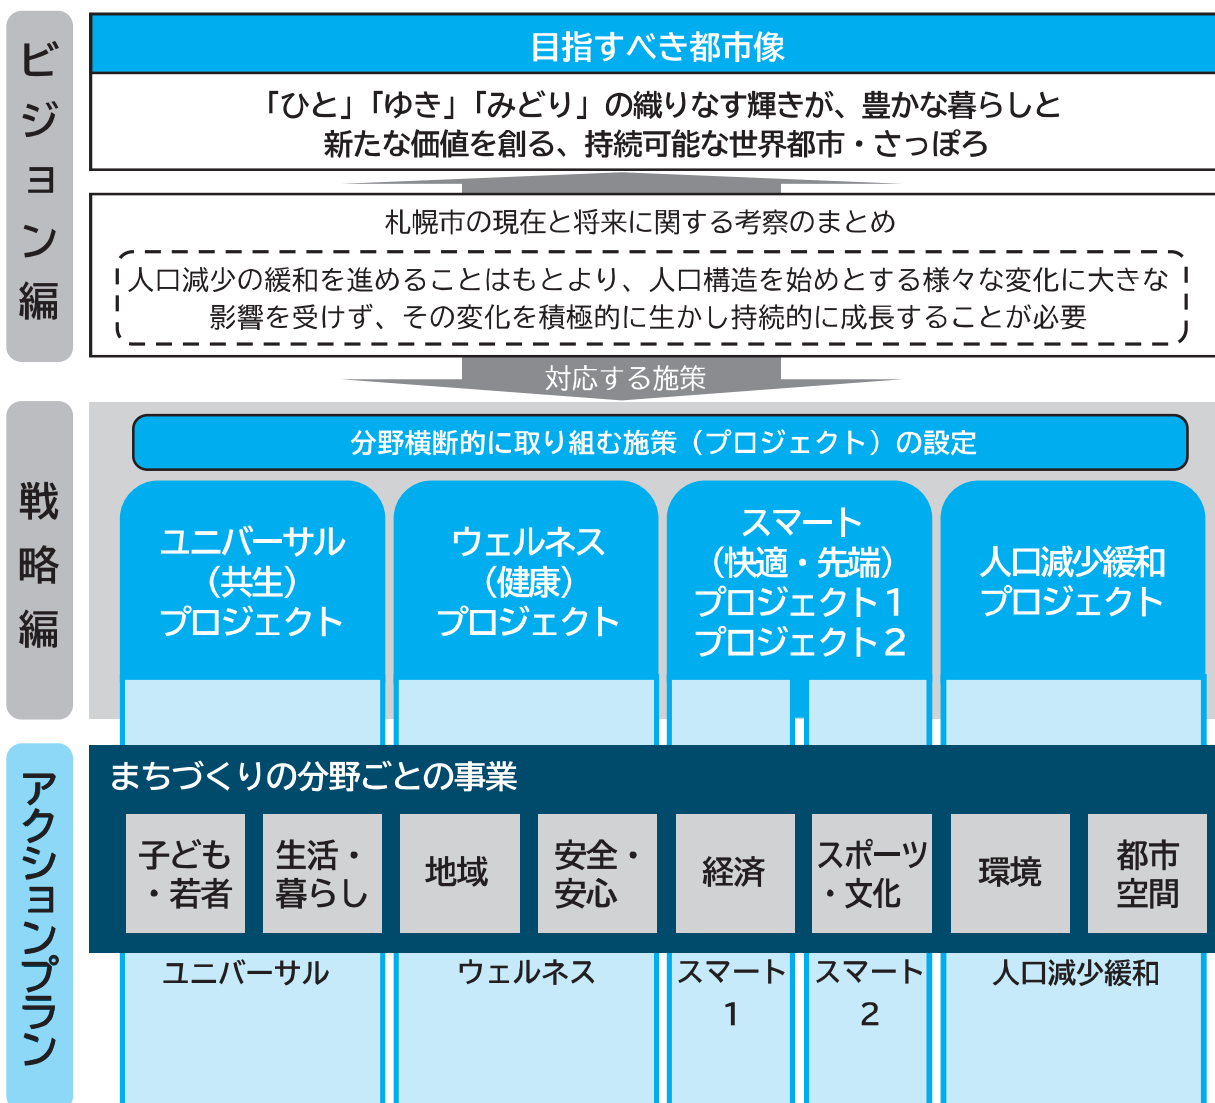 ビジョン編
目指すべき都市像
「ひと」「ゆき」「みどり」の織りなす輝きが、豊かな暮らしと
新たな価値を創る、持続可能な世界都市・さっぽろ
札幌市の現在と将来に関する考察のまとめ
人口減少の緩和を進めることはもとより、人口構造を始めとする様々な変化に大きな
影響を受けず、その変化を積極的に生かし持続的に成長することが必要
対応する施策
戦略編
分野横断的に取り組む施策（プロジェクト）の設定
ユニバーサル
（共生）
プロジェクト
ウェルネス
（健康）
プロジェクト
スマート
（快適・先端）
プロジェクト1
プロジェクト2
人口減少緩和
プロジェクト
アクションプラン
まちづくりの分野ごとの事業
子ども
・若者
生活・
暮らし
地域
安全・
安心
経済
スポーツ
・文化
環境
都市
空間
ユニバーサル
ウェルネス
スマート
1
スマート
2
人口減少緩和